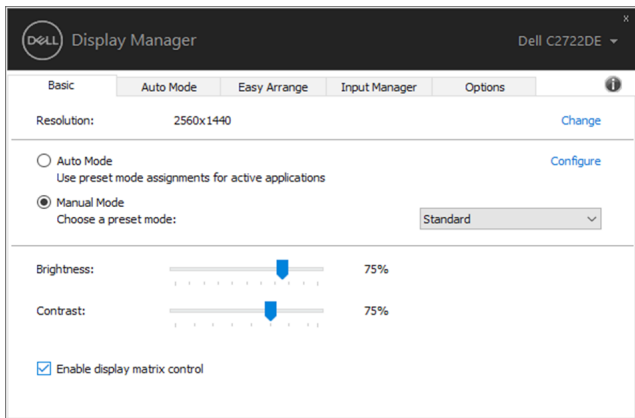 x
DELL Display Manager
Dell C2722DE
Basic Auto Mode Easy Arrange Input Manager Options
Resolution: 2560x1440 Change
Auto Mode Configure
Use preset mode assignments for active applications
Manual Mode
Choose a preset mode: Standard
Brightness: 75%
Contrast: 75%
Enable display matrix control